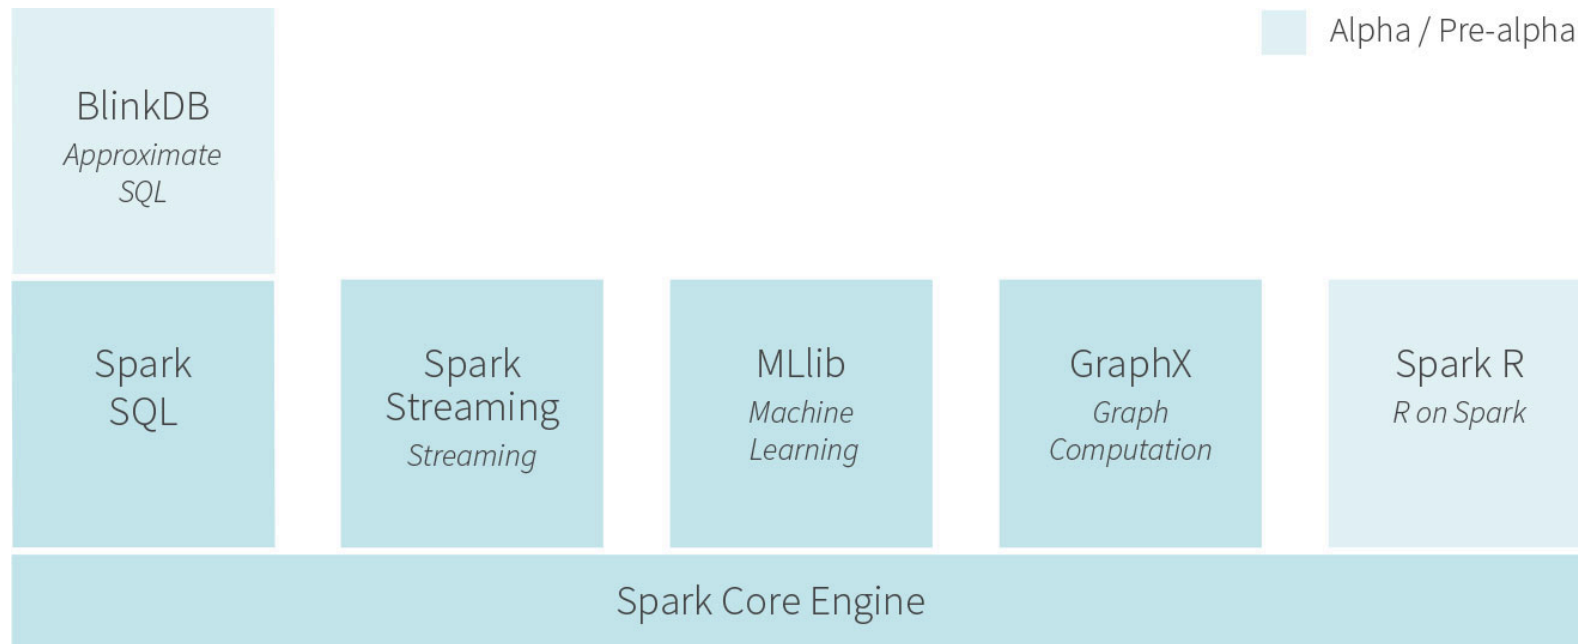 Alpha / Pre-alpha
BlinkDB
Approximate
SQL
Spark
SQL
Spark
Streaming
Streaming
MLlib
Machine
Learning
GraphX
Graph
Computation
Spark R
R on Spark
Spark Core Engine